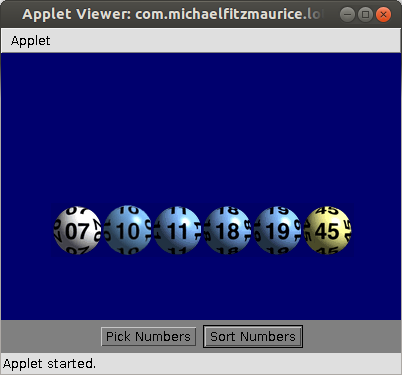 Applet Viewer: com.michaelfitzmaurice.lo
Applet
07 10 11 18 19 45
Pick Numbers Sort Numbers
Applet started.